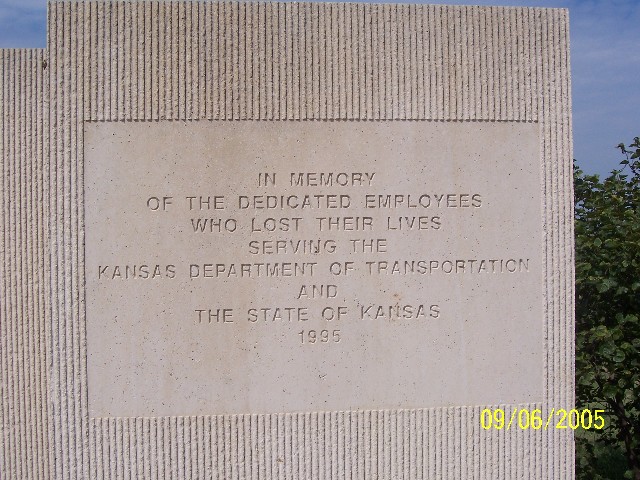 IN MEMORY
OF THE DEDICATED EMPLOYEES
WHO LOST THEIR LIVES
SERVING THE
KANSAS DEPARTMENT OF TRANSPORTATION
AND
THE STATE OF KANSAS
1995
09/06/2005